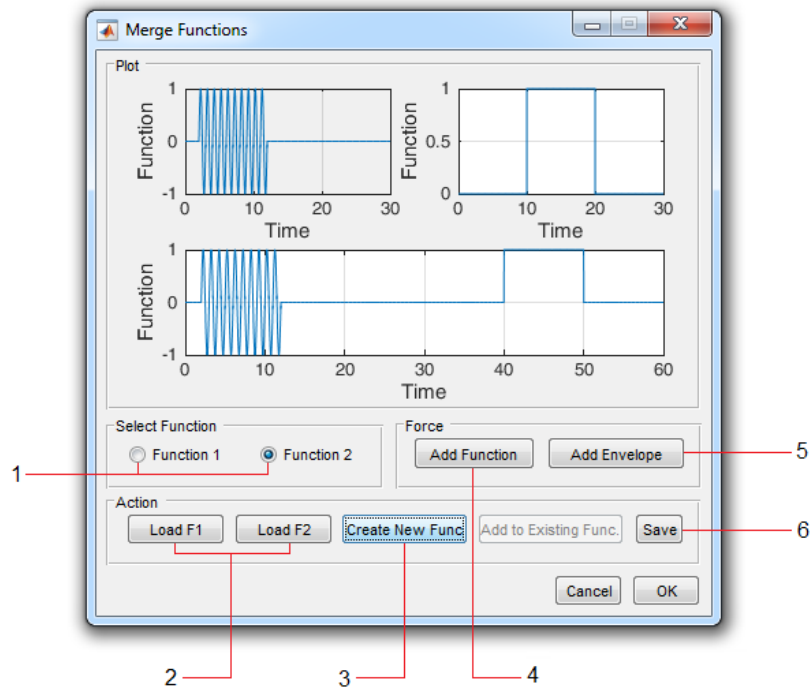 Merge Functions
Plot
Function
1
0
-1
0 10 20 30
Time
Function
1
0.5
0
0 10 20 30
Time
Function
1
0
-1
0 10 20 30 40 50 60
Time
Select Function
Function 1 Function 2
Force
Add Function Add Envelope
Action
Load F1 Load F2 Create New Func Add to Existing Func. Save
Cancel OK
1
2
3
4
5
6